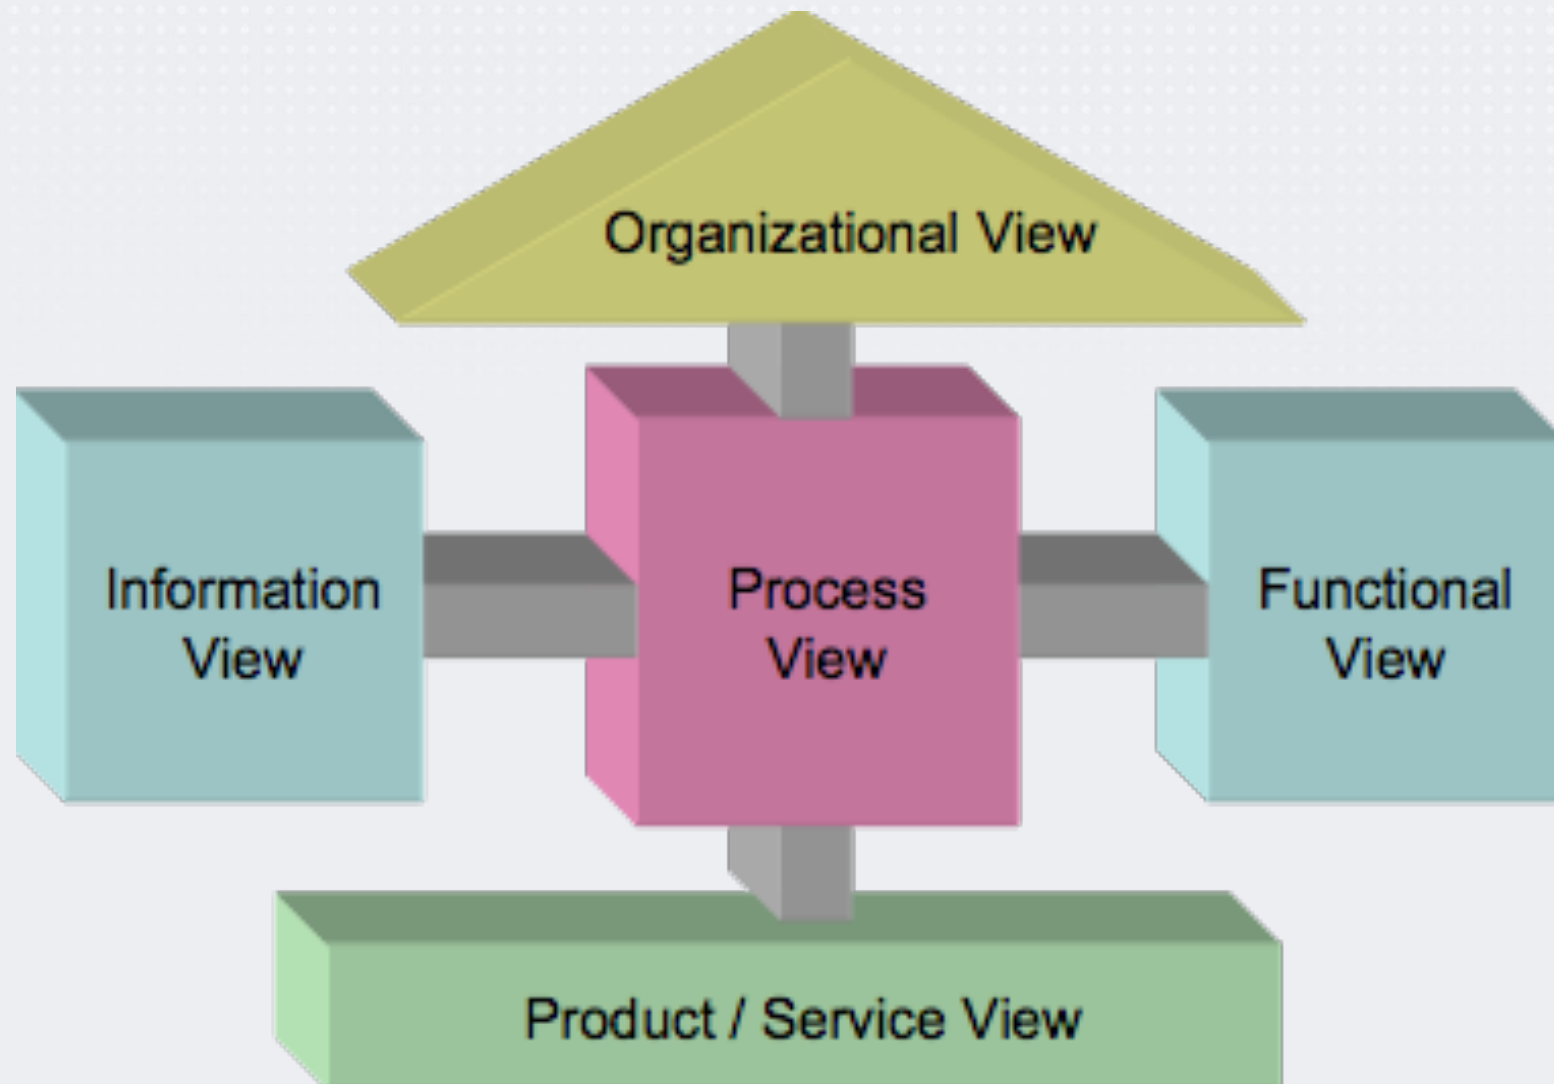 Organizational View
Information
View
Process
View
Functional
View
Product / Service View